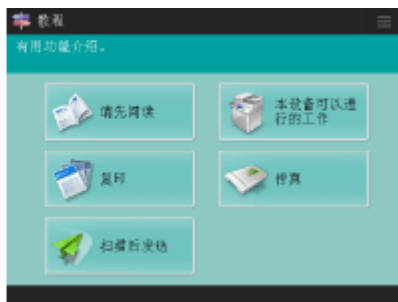 教程
有用功能介绍。
请先阅读
本设备可以进
行的工作
复印
传真
扫描后发送